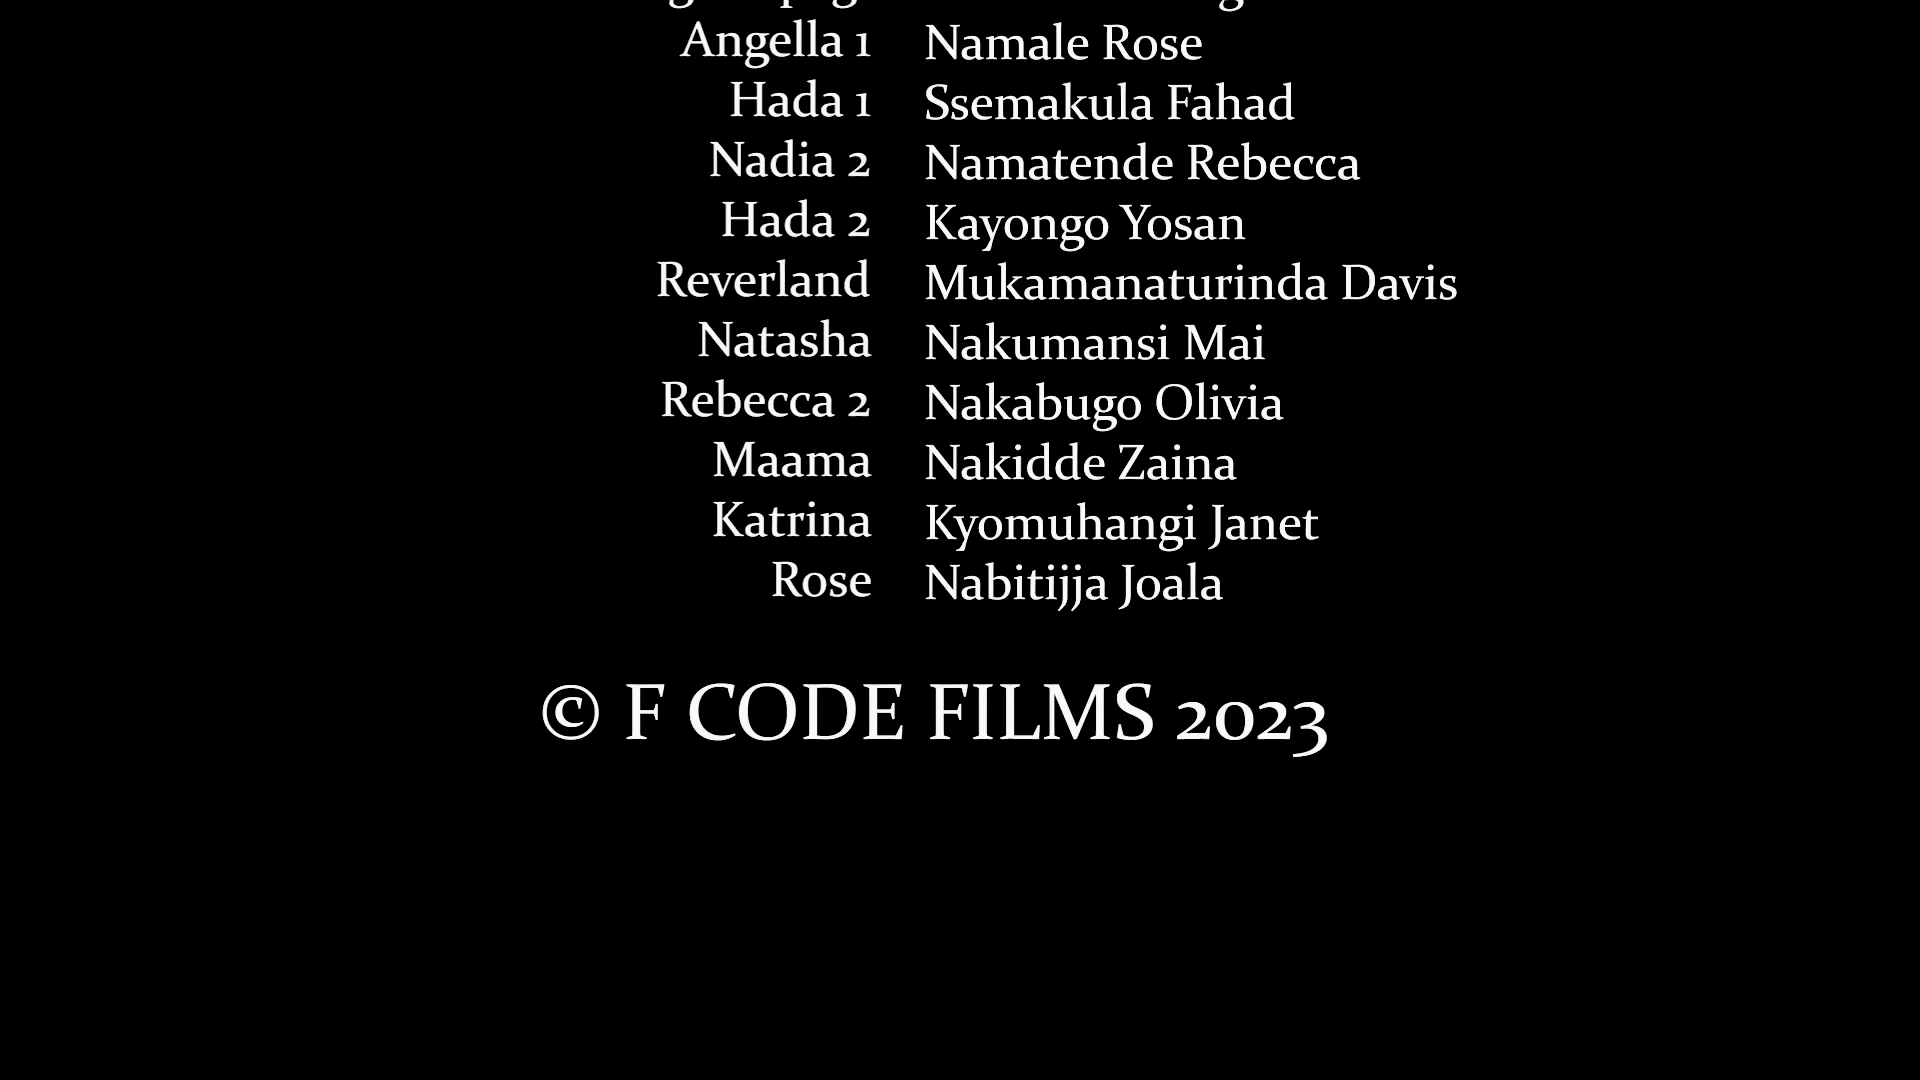 Angella 1 Namale Rose
Hada 1 Ssemakula Fahad
Nadia 2 Namatende Rebecca
Hada 2 Kayongo Yosan
Reverland Mukamanaturinda Davis
Natasha Nakumansi Mai
Rebecca 2 Nakabugo Olivia
Maama Nakidde Zaina
Katrina Kyomuhangi Janet
Rose Nabitijja Joala
© F CODE FILMS 2023